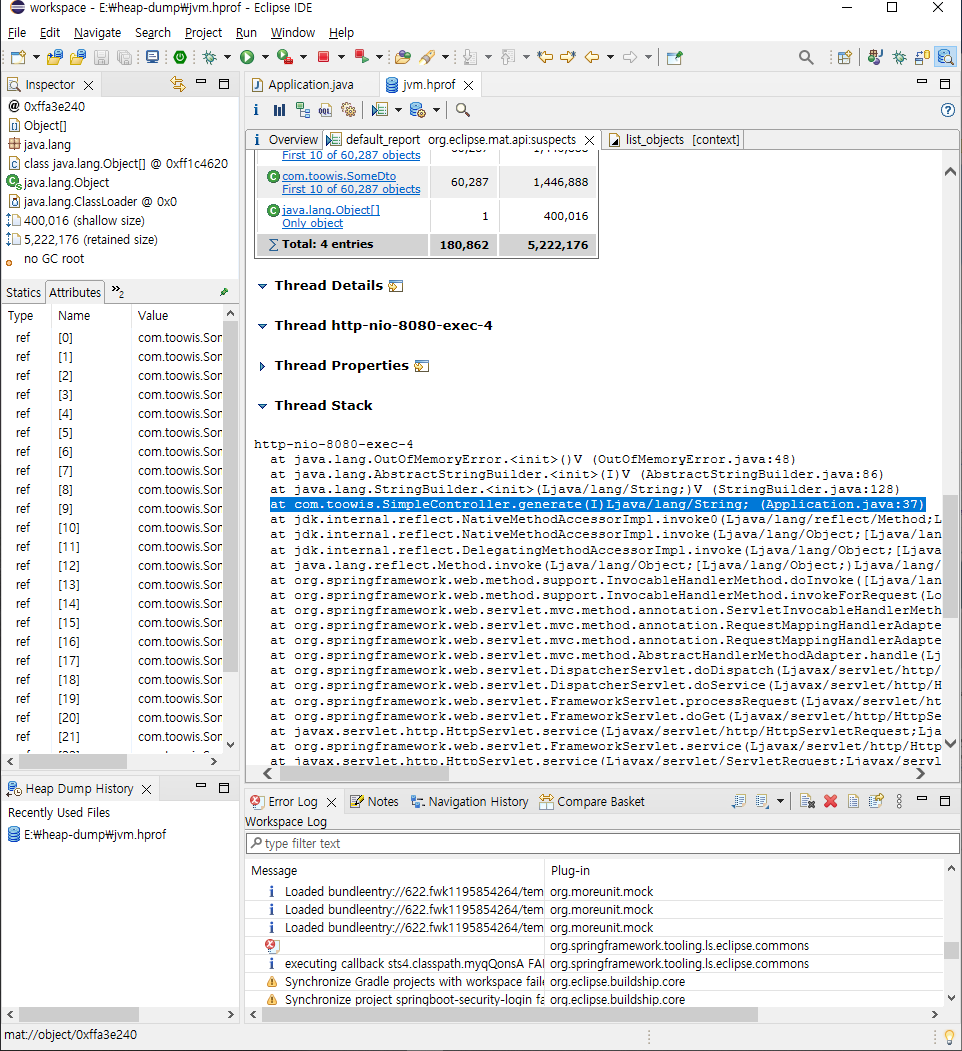 workspace - E:₩heap-dump₩jvm.hprof - Eclipse IDE
File Edit Navigate Search Project Run Window Help
Inspector
@ 0xffa3e240
Object[]
java.lang
class java.lang.Object[] @ 0xff1c4620
java.lang.Object
java.lang.ClassLoader @ 0x0
400,016 (shallow size)
5,222,176 (retained size)
no GC root
Statics Attributes »2
Type Name Value
ref [0] com.toowis.Sor
ref [1] com.toowis.Sor
ref [2] com.toowis.Sor
ref [3] com.toowis.Sor
ref [4] com.toowis.Sor
ref [5] com.toowis.Sor
ref [6] com.toowis.Sor
ref [7] com.toowis.Sor
ref [8] com.toowis.Sor
ref [9] com.toowis.Sor
ref [10] com.toowis.Sor
ref [11] com.toowis.Sor
ref [12] com.toowis.Sor
ref [13] com.toowis.Sor
ref [14] com.toowis.Sor
ref [15] com.toowis.Sor
ref [16] com.toowis.Sor
ref [17] com.toowis.Sor
ref [18] com.toowis.Sor
ref [19] com.toowis.Sor
ref [20] com.toowis.Sor
ref [21] com.toowis.Sor
Heap Dump History
Recently Used Files
E:₩heap-dump₩jvm.hprof
Application.java jvm.hprof
Overview default_report org.eclipse.mat.api:suspects list_objects [context]
First 10 of 60,287 objects
com.toowis.SomeDto 60,287 1,446,888
First 10 of 60,287 objects
java.lang.Object[] 1 400,016
Only object
∑ Total: 4 entries 180,862 5,222,176
Thread Details
Thread http-nio-8080-exec-4
Thread Properties
Thread Stack
http-nio-8080-exec-4
at java.lang.OutOfMemoryError.<init>()V (OutOfMemoryError.java:48)
at java.lang.AbstractStringBuilder.<init>(I)V (AbstractStringBuilder.java:86)
at java.lang.StringBuilder.<init>(Ljava/lang/String;)V (StringBuilder.java:128)
at com.toowis.SimpleController.generate(I)Ljava/lang/String; (Application.java:37)
at jdk.internal.reflect.NativeMethodAccessorImpl.invoke0(Ljava/lang/reflect/Method;L
at jdk.internal.reflect.NativeMethodAccessorImpl.invoke(Ljava/lang/Object;[Ljava/lan
at jdk.internal.reflect.DelegatingMethodAccessorImpl.invoke(Ljava/lang/Object;[Ljava
at java.lang.reflect.Method.invoke(Ljava/lang/Object;[Ljava/lang/Object;)Ljava/lang/
at org.springframework.web.method.support.InvocableHandlerMethod.doInvoke([Ljava/lan
at org.springframework.web.method.support.InvocableHandlerMethod.invokeForRequest(Lo
at org.springframework.web.servlet.mvc.method.annotation.ServletInvocableHandlerMeth
at org.springframework.web.servlet.mvc.method.annotation.RequestMappingHandlerAdapte
at org.springframework.web.servlet.mvc.method.annotation.RequestMappingHandlerAdapte
at org.springframework.web.servlet.mvc.method.AbstractHandlerMethodAdapter.handle(Lj
at org.springframework.web.servlet.DispatcherServlet.doDispatch(Ljavax/servlet/http/
at org.springframework.web.servlet.DispatcherServlet.doService(Ljavax/servlet/http/H
at org.springframework.web.servlet.FrameworkServlet.processRequest(Ljavax/servlet/ht
at org.springframework.web.servlet.FrameworkServlet.doGet(Ljavax/servlet/http/HttpSe
at javax.servlet.http.HttpServlet.service(Ljavax/servlet/http/HttpServletRequest;Lja
at org.springframework.web.servlet.FrameworkServlet.service(Ljavax/servlet/http/Http
at javax.servlet.http.HttpServlet.service(Ljavax/servlet/ServletRequest;Ljavax/servl
Error Log Notes Navigation History Compare Basket
Workspace Log
type filter text
Message Plug-in
Loaded bundleentry://622.fwk1195854264/tem org.moreunit.mock
Loaded bundleentry://622.fwk1195854264/tem org.moreunit.mock
Loaded bundleentry://622.fwk1195854264/tem org.moreunit.mock
org.springframework.tooling.ls.eclipse.commons
executing callback sts4.classpath.myqQonsA FAI org.springframework.tooling.ls.eclipse.commons
Synchronize Gradle projects with workspace faile org.eclipse.buildship.core
Synchronize project springboot-security-login fa org.eclipse.buildship.core
mat://object/0xffa3e240